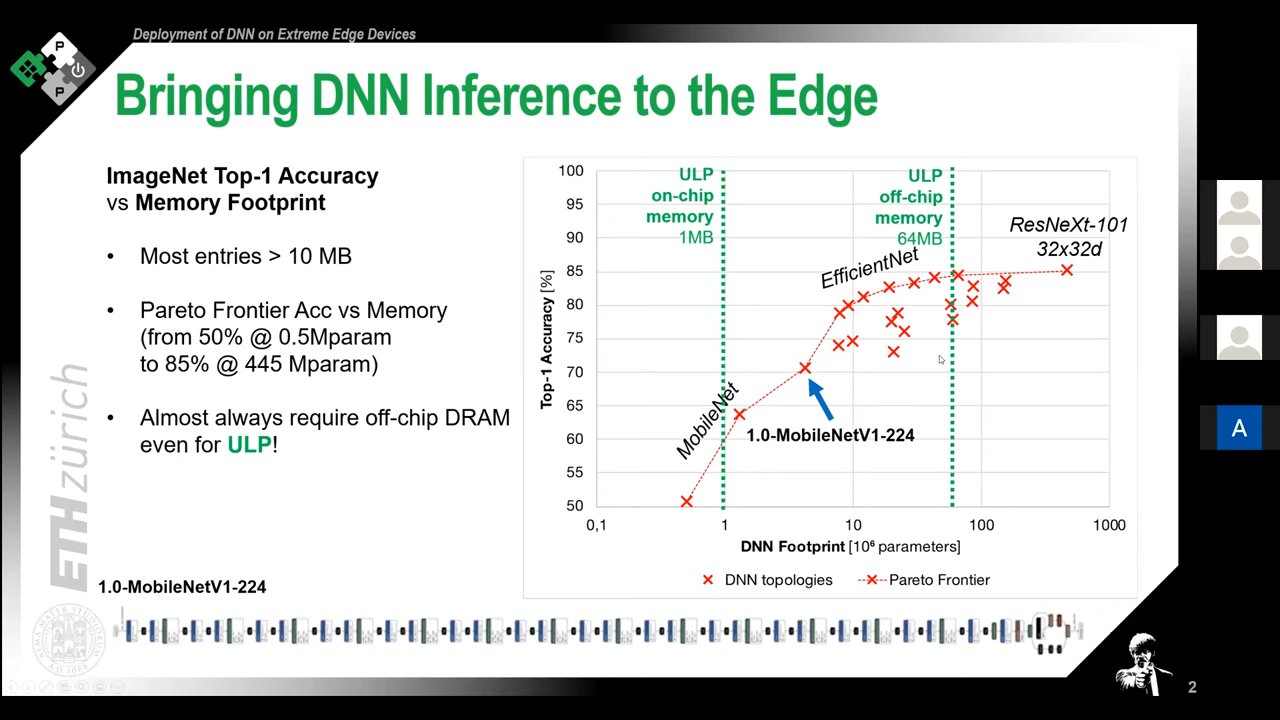 Deployment of DNN on Extreme Edge Devices
P
P
Bringing DNN Inference to the Edge
ImageNet Top-1 Accuracy
vs Memory Footprint
• Most entries > 10 MB
• Pareto Frontier Acc vs Memory
(from 50% @ 0.5Mparam
to 85% @ 445 Mparam)
• Almost always require off-chip DRAM
even for ULP!
ETH zürich
ULP
on-chip
memory
1MB
ULP
off-chip
memory
64MB
ResNeXt-101
32x32d
EfficientNet
MobileNet
1.0-MobileNetV1-224
Top-1 Accuracy [%]
100
95
90
85
80
75
70
65
60
55
50
0,1 1 10 100 1000
DNN Footprint [10⁶ parameters]
DNN topologies Pareto Frontier
1.0-MobileNetV1-224
A
2